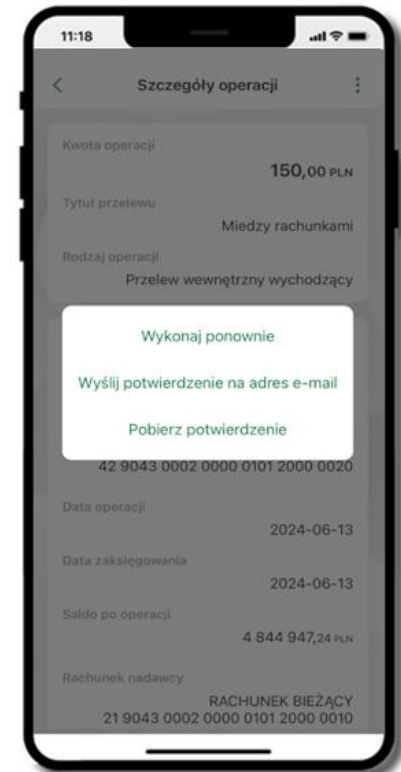 11:18
Szczegóły operacji
Kwota operacji
150,00 PLN
Tytuł przelewu
Miedzy rachunkami
Rodzaj operacji
Przelew wewnętrzny wychodzący
Wykonaj ponownie
Wyślij potwierdzenie na adres e-mail
Pobierz potwierdzenie
42 9043 0002 0000 0101 2000 0020
Data operacji
2024-06-13
Data zaksięgowania
2024-06-13
Saldo po operacji
4 844 947,24 PLN
Rachunek nadawcy
RACHUNEK BIEŻĄCY
21 9043 0002 0000 0101 2000 0010